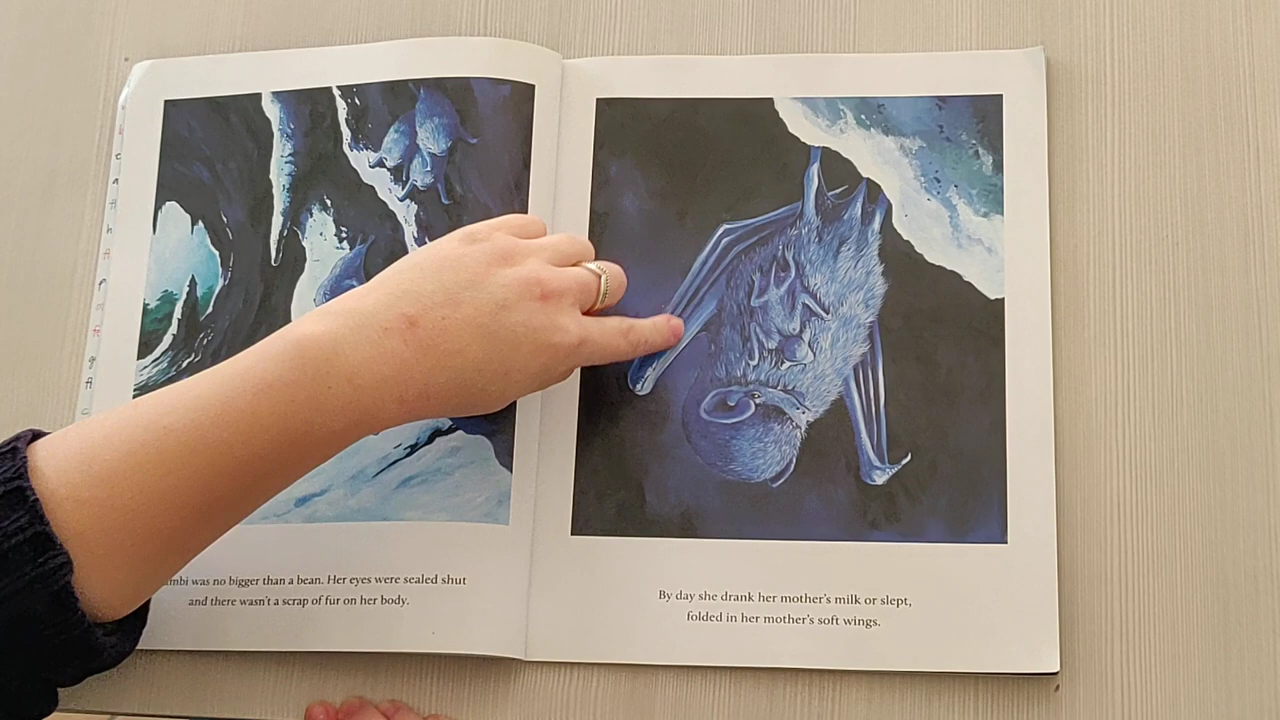 was no bigger than a bean. Her eyes were sealed shut
and there wasn't a scrap of fur on her body.
By day she drank her mother's milk or slept,
folded in her mother's soft wings.